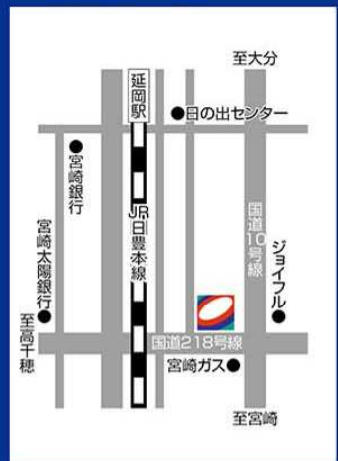 至大分
延岡駅
日の出センター
宮崎銀行
JR日豊本線
国道10号線
宮崎太陽銀行
ジョイフル
至高千穂
国道218号線
宮崎ガス
至宮崎